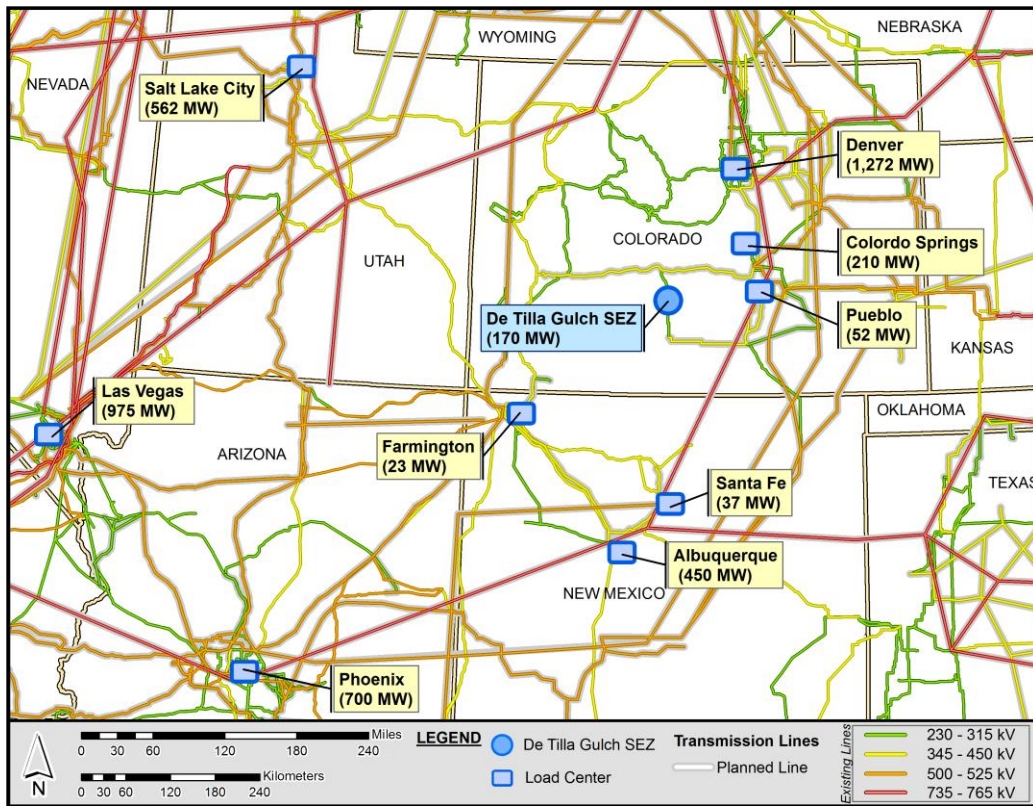 WYOMING
NEBRASKA
NEVADA
Salt Lake City
(562 MW)
Denver
(1,272 MW)
COLORADO
Colordo Springs
(210 MW)
UTAH
De Tilla Gulch SEZ
(170 MW)
Pueblo
(52 MW)
KANSAS
Las Vegas
(975 MW)
OKLAHOMA
ARIZONA
Farmington
(23 MW)
Santa Fe
(37 MW)
TEXAS
Albuquerque
(450 MW)
NEW MEXICO
Phoenix
(700 MW)
N
0 30 60 120 180 240 Miles
0 30 60 120 180 240 Kilometers
LEGEND
De Tilla Gulch SEZ
Load Center
Transmission Lines
Planned Line
Existing Lines
230 - 315 kV
345 - 450 kV
500 - 525 kV
735 - 765 kV